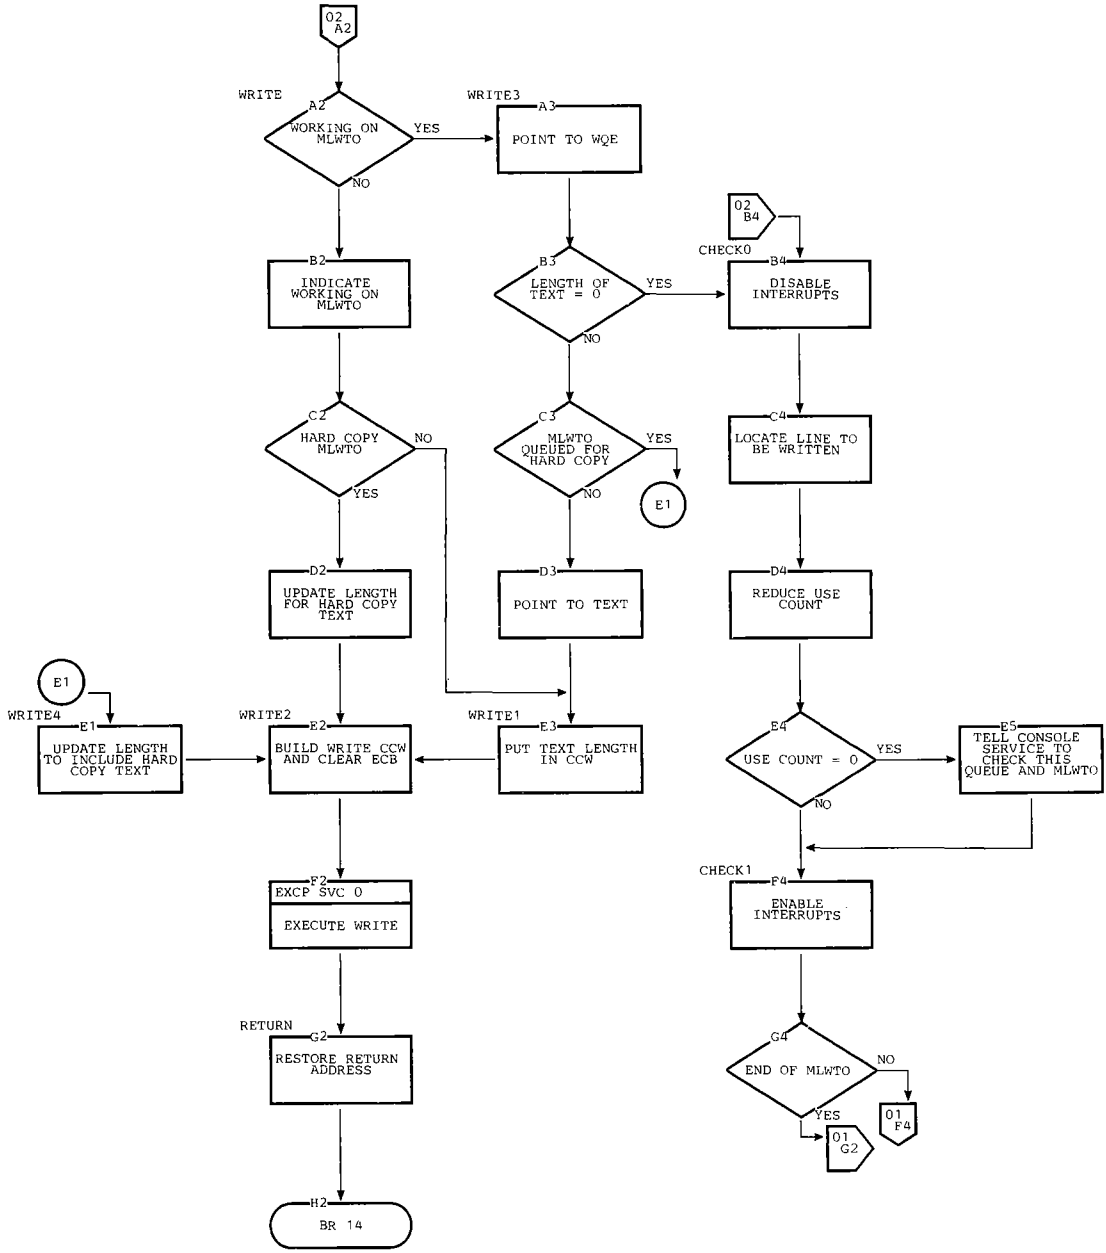 02
A2
WRITE
A2
WORKING ON
MLWTO
YES
NO
WRITE3
A3
POINT TO WQE
02
B4
B2
INDICATE
WORKING ON
MLWTO
B3
LENGTH OF
TEXT = 0
YES
NO
CHECK0
B4
DISABLE
INTERRUPTS
C2
HARD COPY
MLWTO
NO
YES
C3
MLWTO
QUEUED FOR
HARD COPY
YES
NO
E1
C4
LOCATE LINE TO
BE WRITTEN
D2
UPDATE LENGTH
FOR HARD COPY
TEXT
D3
POINT TO TEXT
D4
REDUCE USE
COUNT
E1
WRITE4
E1
UPDATE LENGTH
TO INCLUDE HARD
COPY TEXT
WRITE2
E2
BUILD WRITE CCW
AND CLEAR ECB
WRITE1
E3
PUT TEXT LENGTH
IN CCW
E4
USE COUNT = 0
YES
NO
E5
TELL CONSOLE
SERVICE TO
CHECK THIS
QUEUE AND MLWTO
F2
EXCP SVC 0
EXECUTE WRITE
CHECK1
F4
ENABLE
INTERRUPTS
RETURN
G2
RESTORE RETURN
ADDRESS
G4
END OF MLWTO
NO
YES
01
F4
01
G2
H2
BR 14